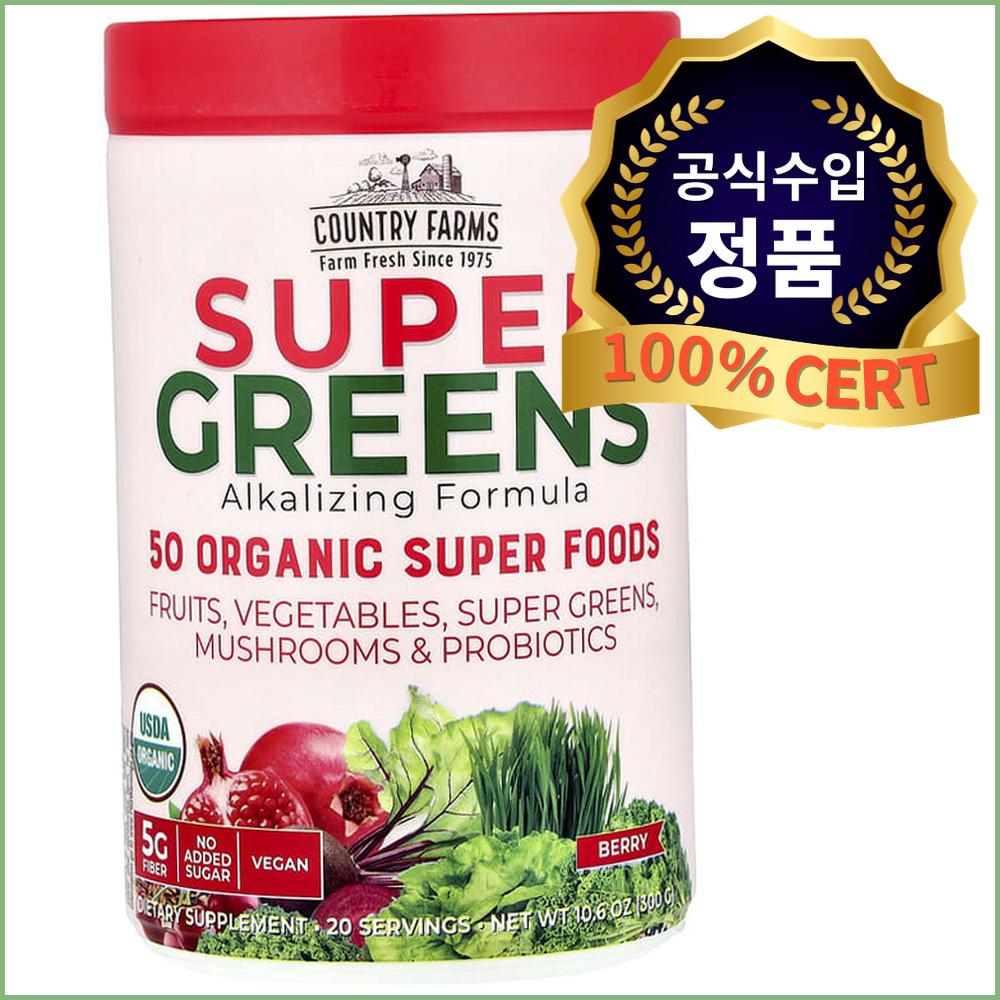 COUNTRY FARMS
Farm Fresh Since 1975
SUPE
GREENS
Alkalizing Formula
50 ORGANIC SUPER FOODS
FRUITS, VEGETABLES, SUPER GREENS,
MUSHROOMS & PROBIOTICS
USDA
ORGANIC
5G
FIBER
NO
ADDED
SUGAR
VEGAN
BERRY
DIETARY SUPPLEMENT • 20 SERVINGS • NET WT 10.6 OZ (300 G)
공식수입
정품
100% CERT